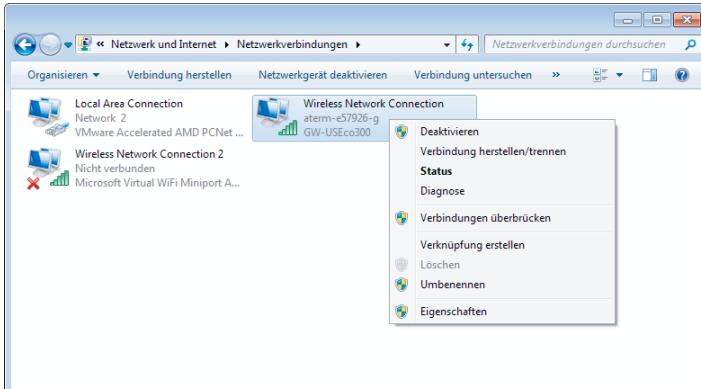 « Netzwerk und Internet ▸ Netzwerkverbindungen ▸
Netzwerkverbindungen durchsuchen
Organisieren Verbindung herstellen Netzwerkgerät deaktivieren Verbindung untersuchen »
Local Area Connection
Network 2
VMware Accelerated AMD PCNet ...
Wireless Network Connection
aterm-e57926-g
GW-USEco300
Wireless Network Connection 2
Nicht verbunden
Microsoft Virtual WiFi Miniport A...
Deaktivieren
Verbindung herstellen/trennen
Status
Diagnose
Verbindungen überbrücken
Verknüpfung erstellen
Löschen
Umbenennen
Eigenschaften